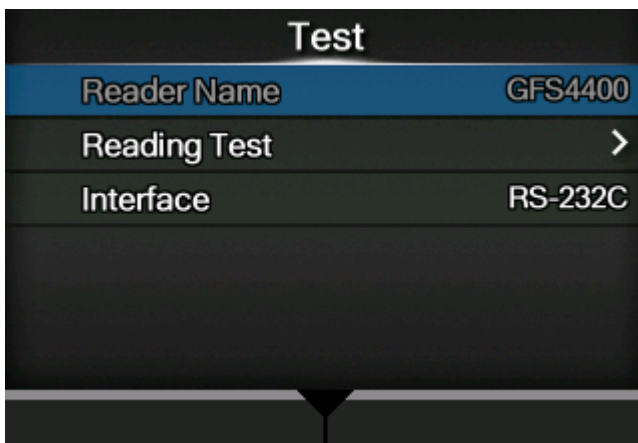 Test
Reader Name GFS4400
Reading Test >
Interface RS-232C